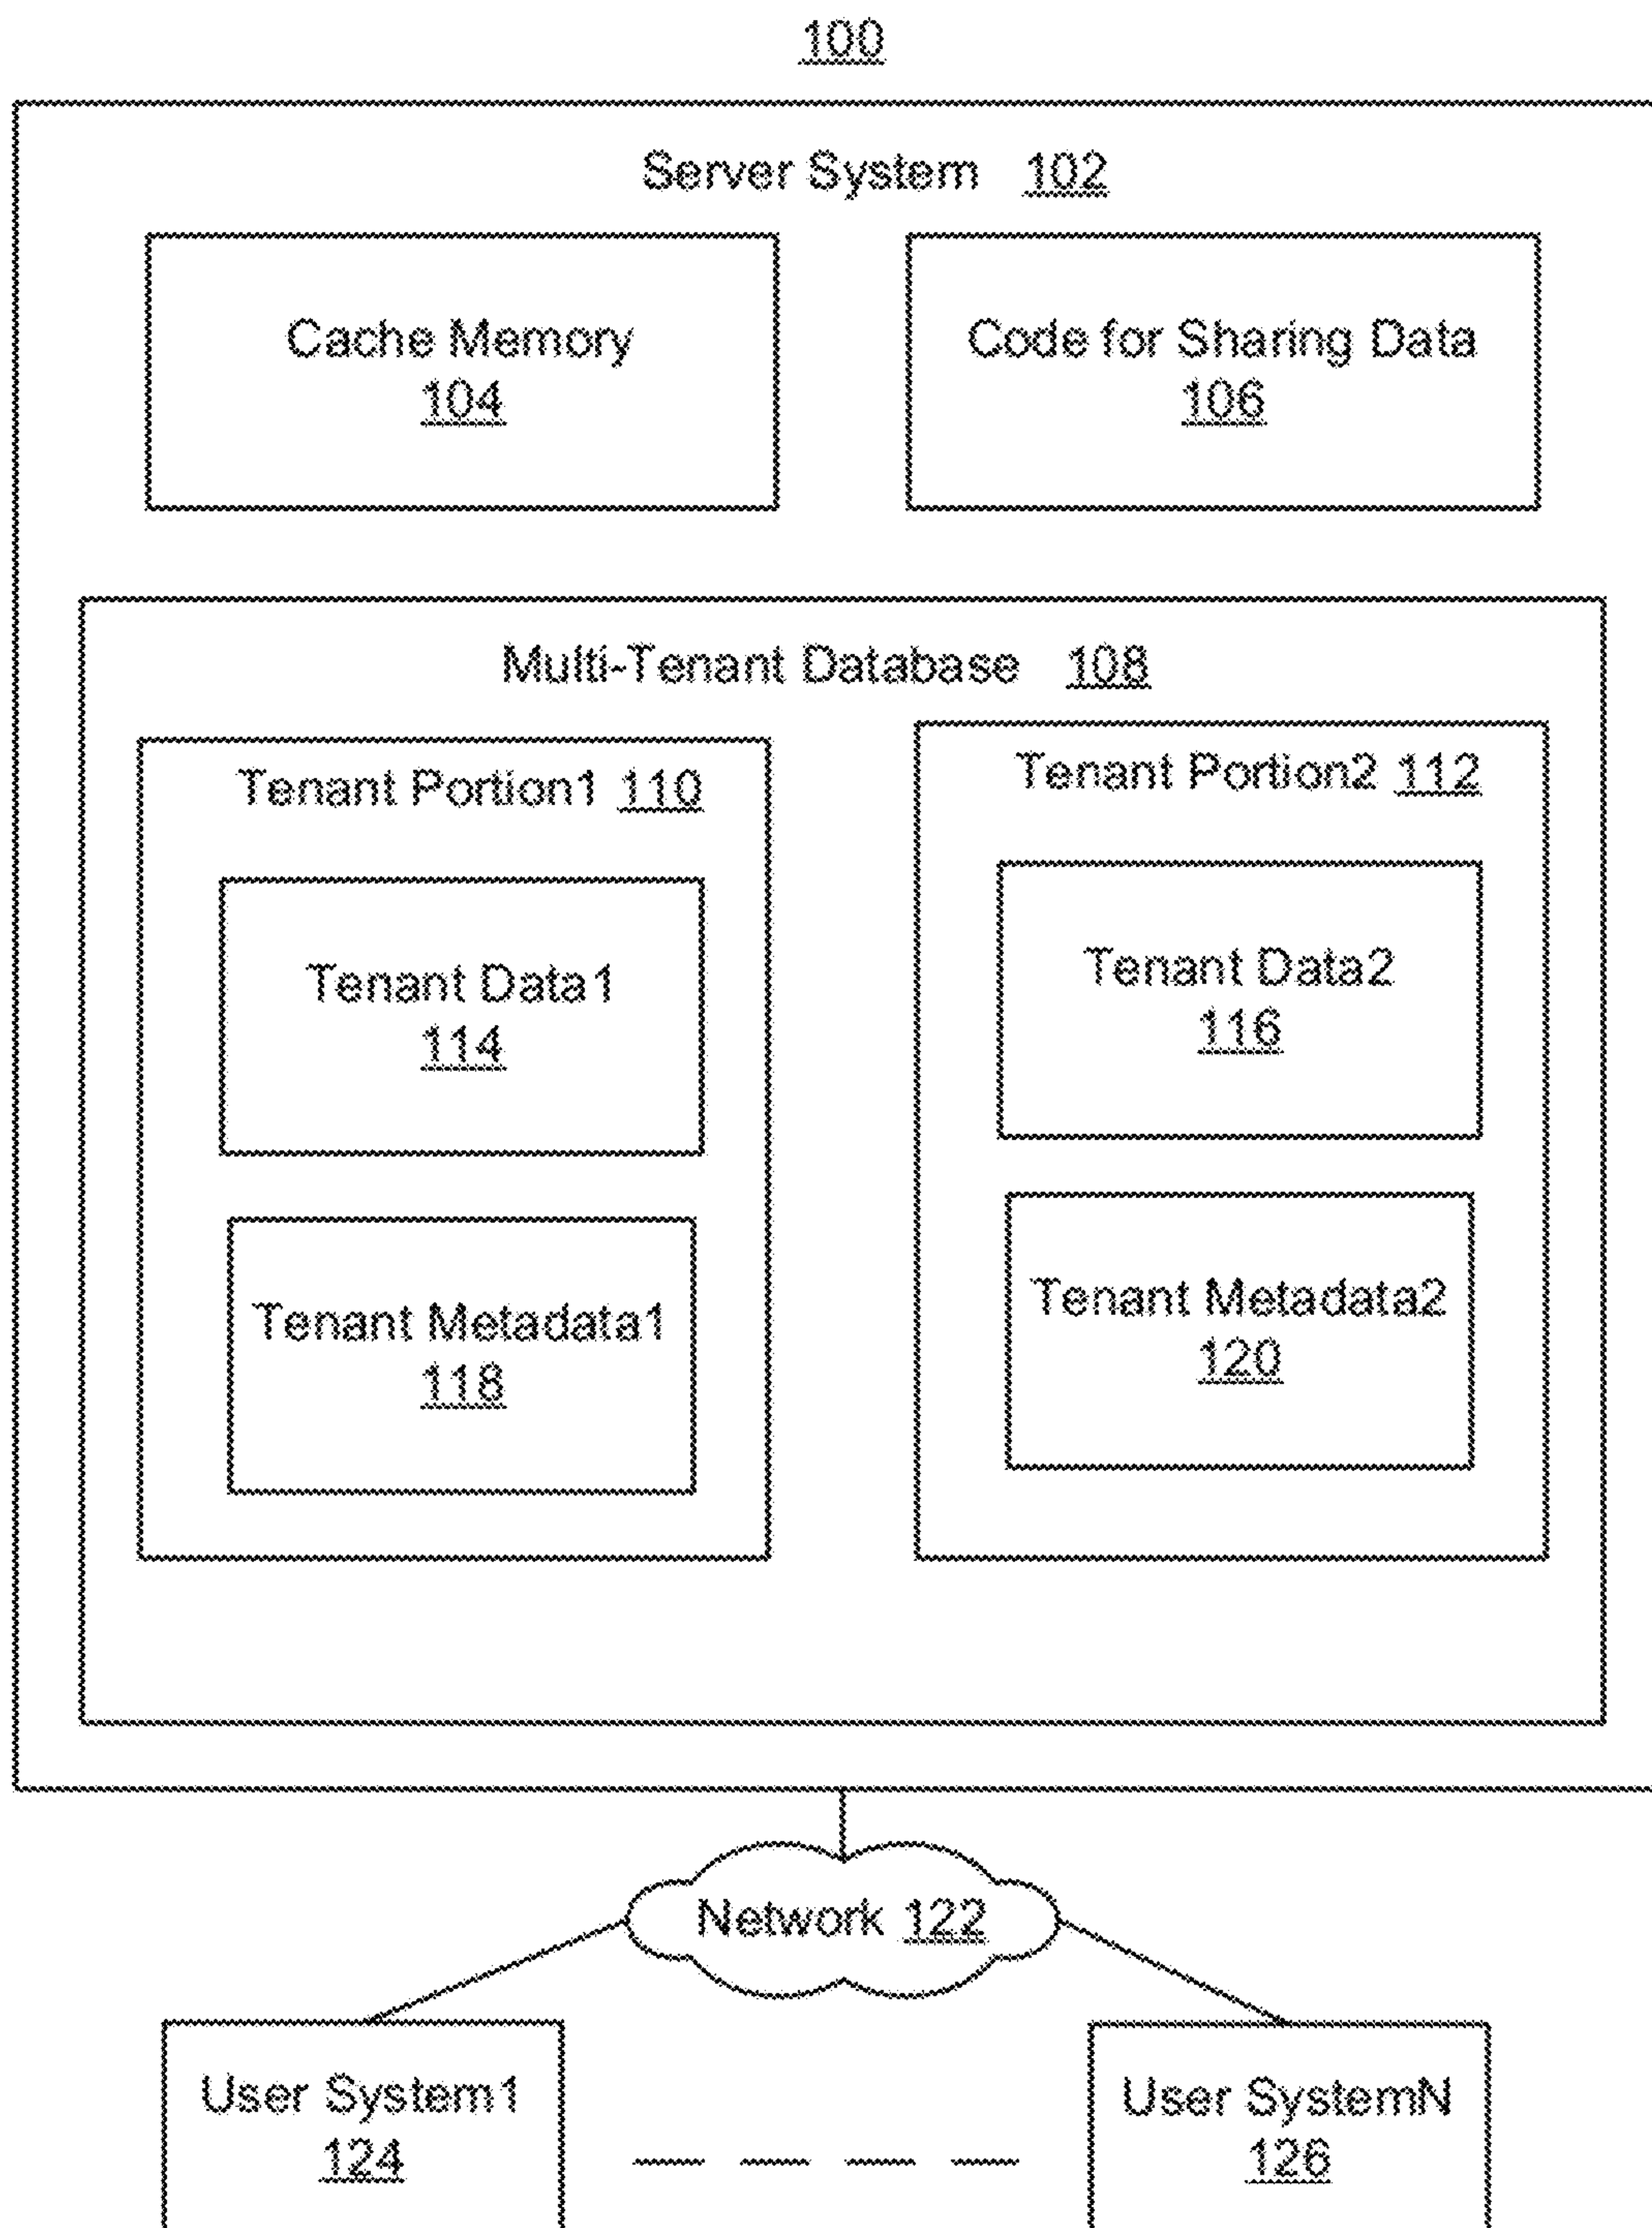 100
Server System 102
Cache Memory
104
Code for Sharing Data
106
Multi-Tenant Database 108
Tenant Portion1 110
Tenant Data1
114
Tenant Metadata1
118
Tenant Portion2 112
Tenant Data2
116
Tenant Metadata2
120
Network 122
User System1
124
User SystemN
126